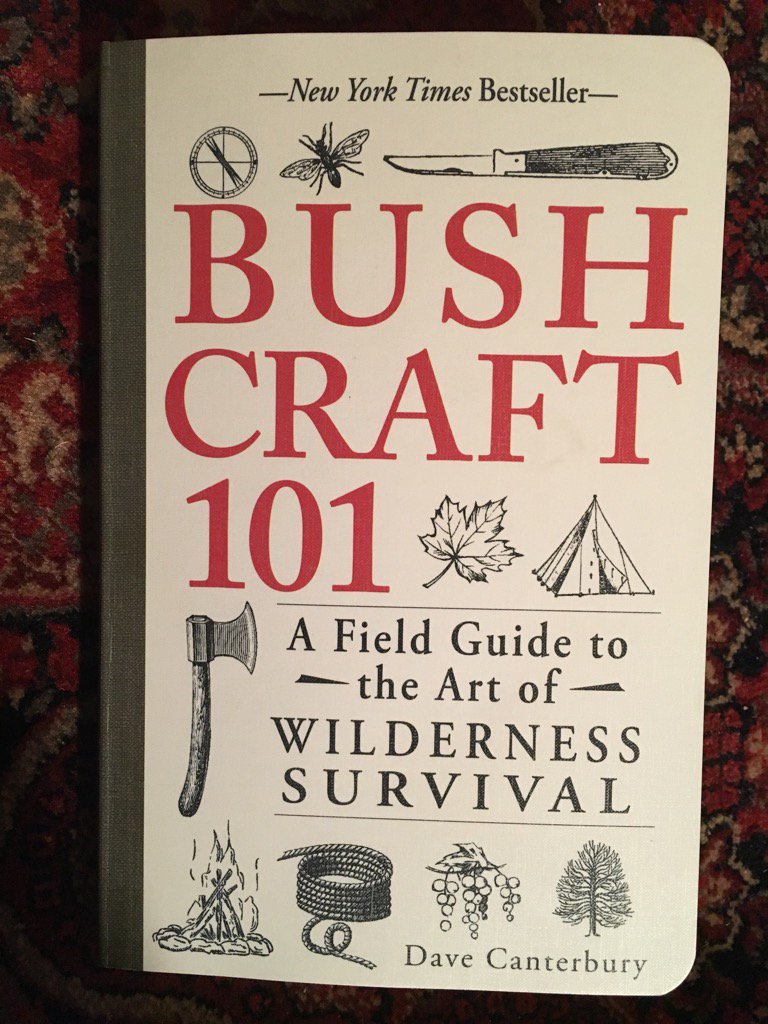 —New York Times Bestseller—
BUSH
CRAFT
101
A Field Guide to
the Art of
WILDERNESS
SURVIVAL
Dave Canterbury